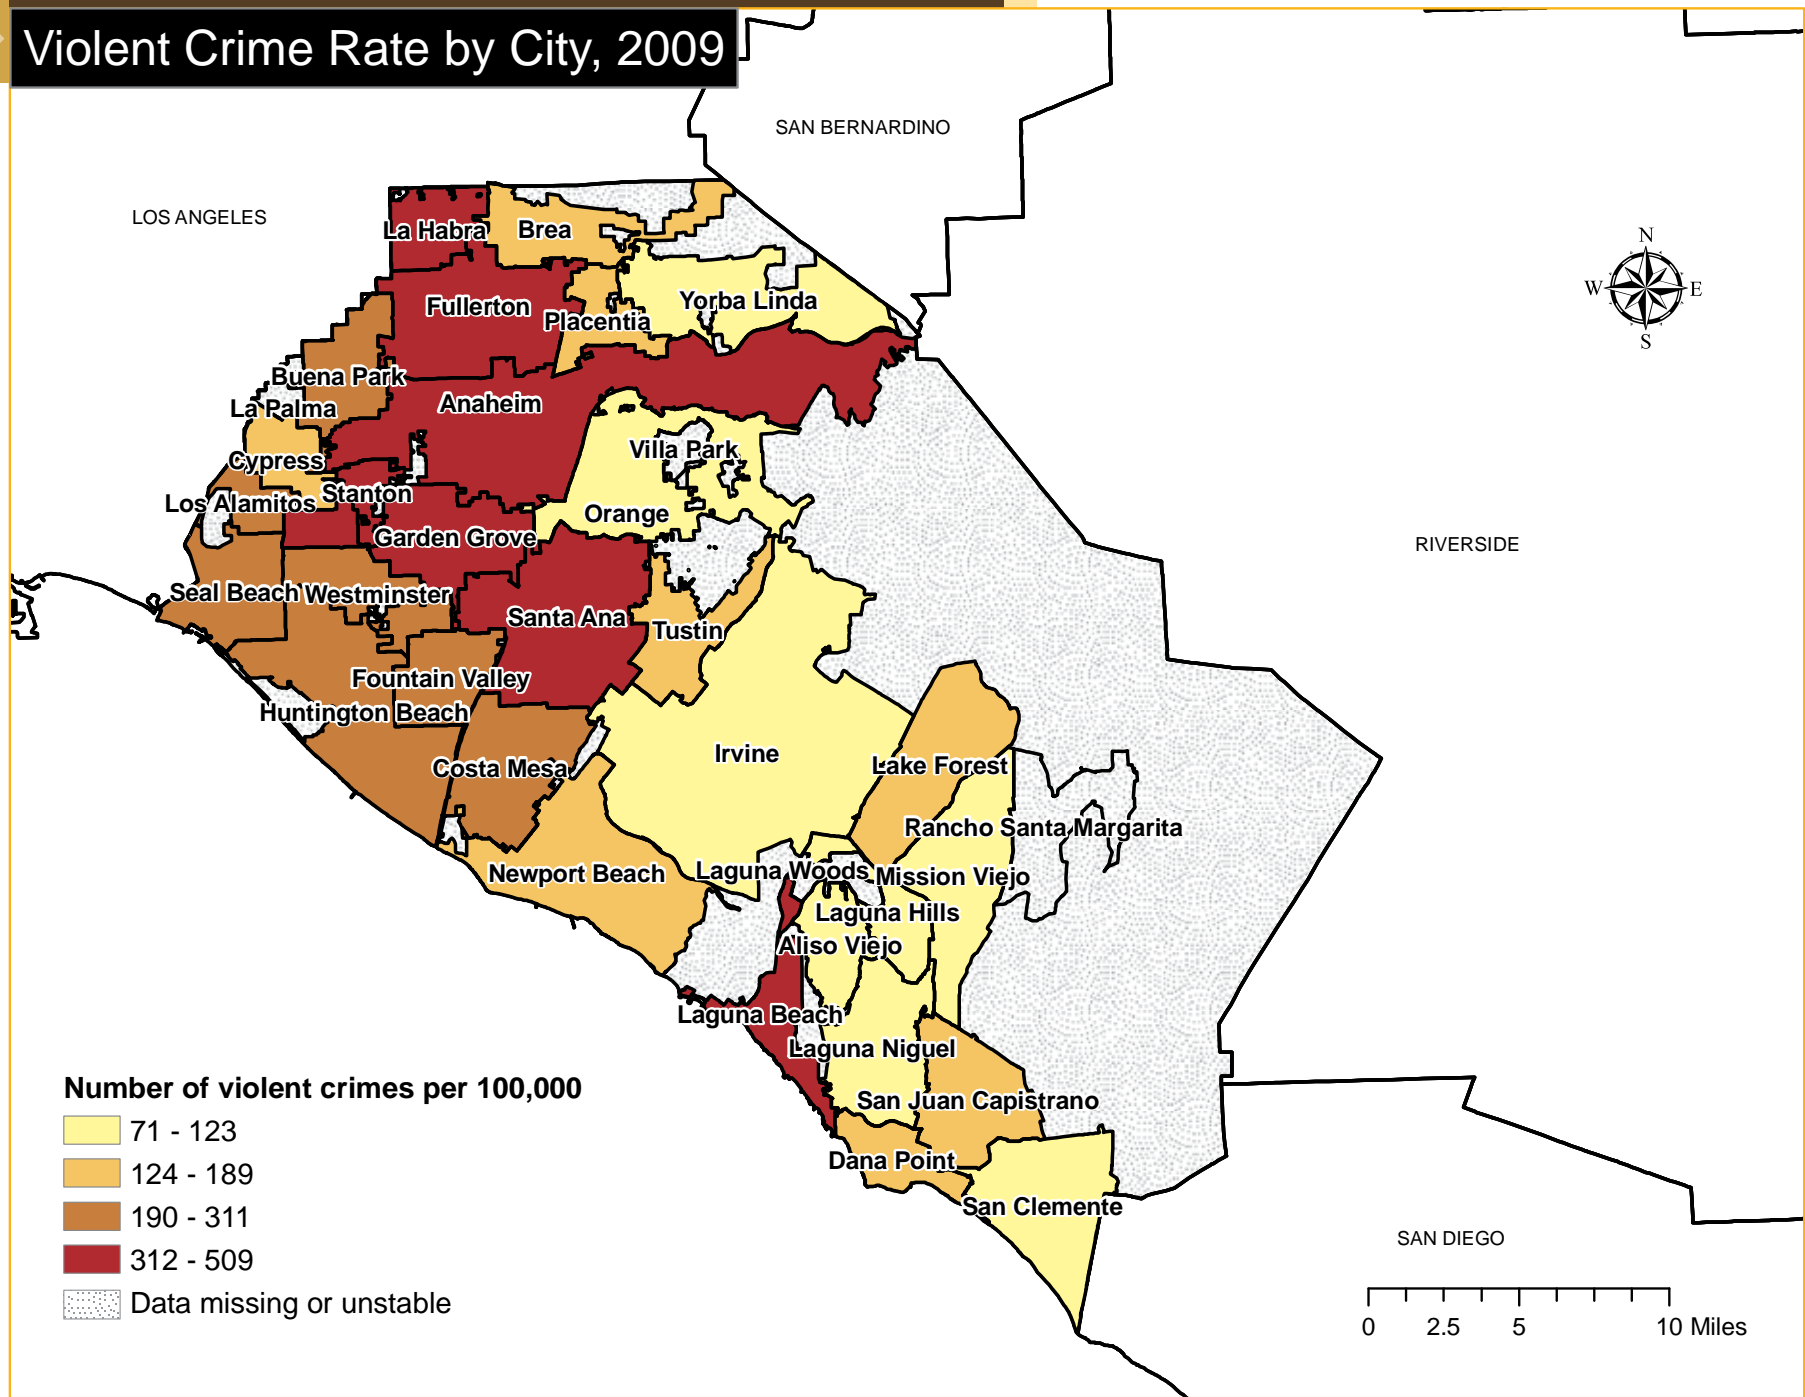 Violent Crime Rate by City, 2009
SAN BERNARDINO
LOS ANGELES
N
W E
S
La Habra
Brea
Fullerton
Yorba Linda
Placentia
Buena Park
La Palma
Anaheim
Villa Park
Cypress
Stanton
Los Alamitos
Orange
Garden Grove
RIVERSIDE
Seal Beach
Westminster
Santa Ana
Tustin
Fountain Valley
Huntington Beach
Irvine
Costa Mesa
Lake Forest
Rancho Santa Margarita
Newport Beach
Laguna Woods
Mission Viejo
Laguna Hills
Aliso Viejo
Laguna Beach
Laguna Niguel
San Juan Capistrano
Dana Point
San Clemente
SAN DIEGO
Number of violent crimes per 100,000
71 - 123
124 - 189
190 - 311
312 - 509
Data missing or unstable
0 2.5 5 10 Miles